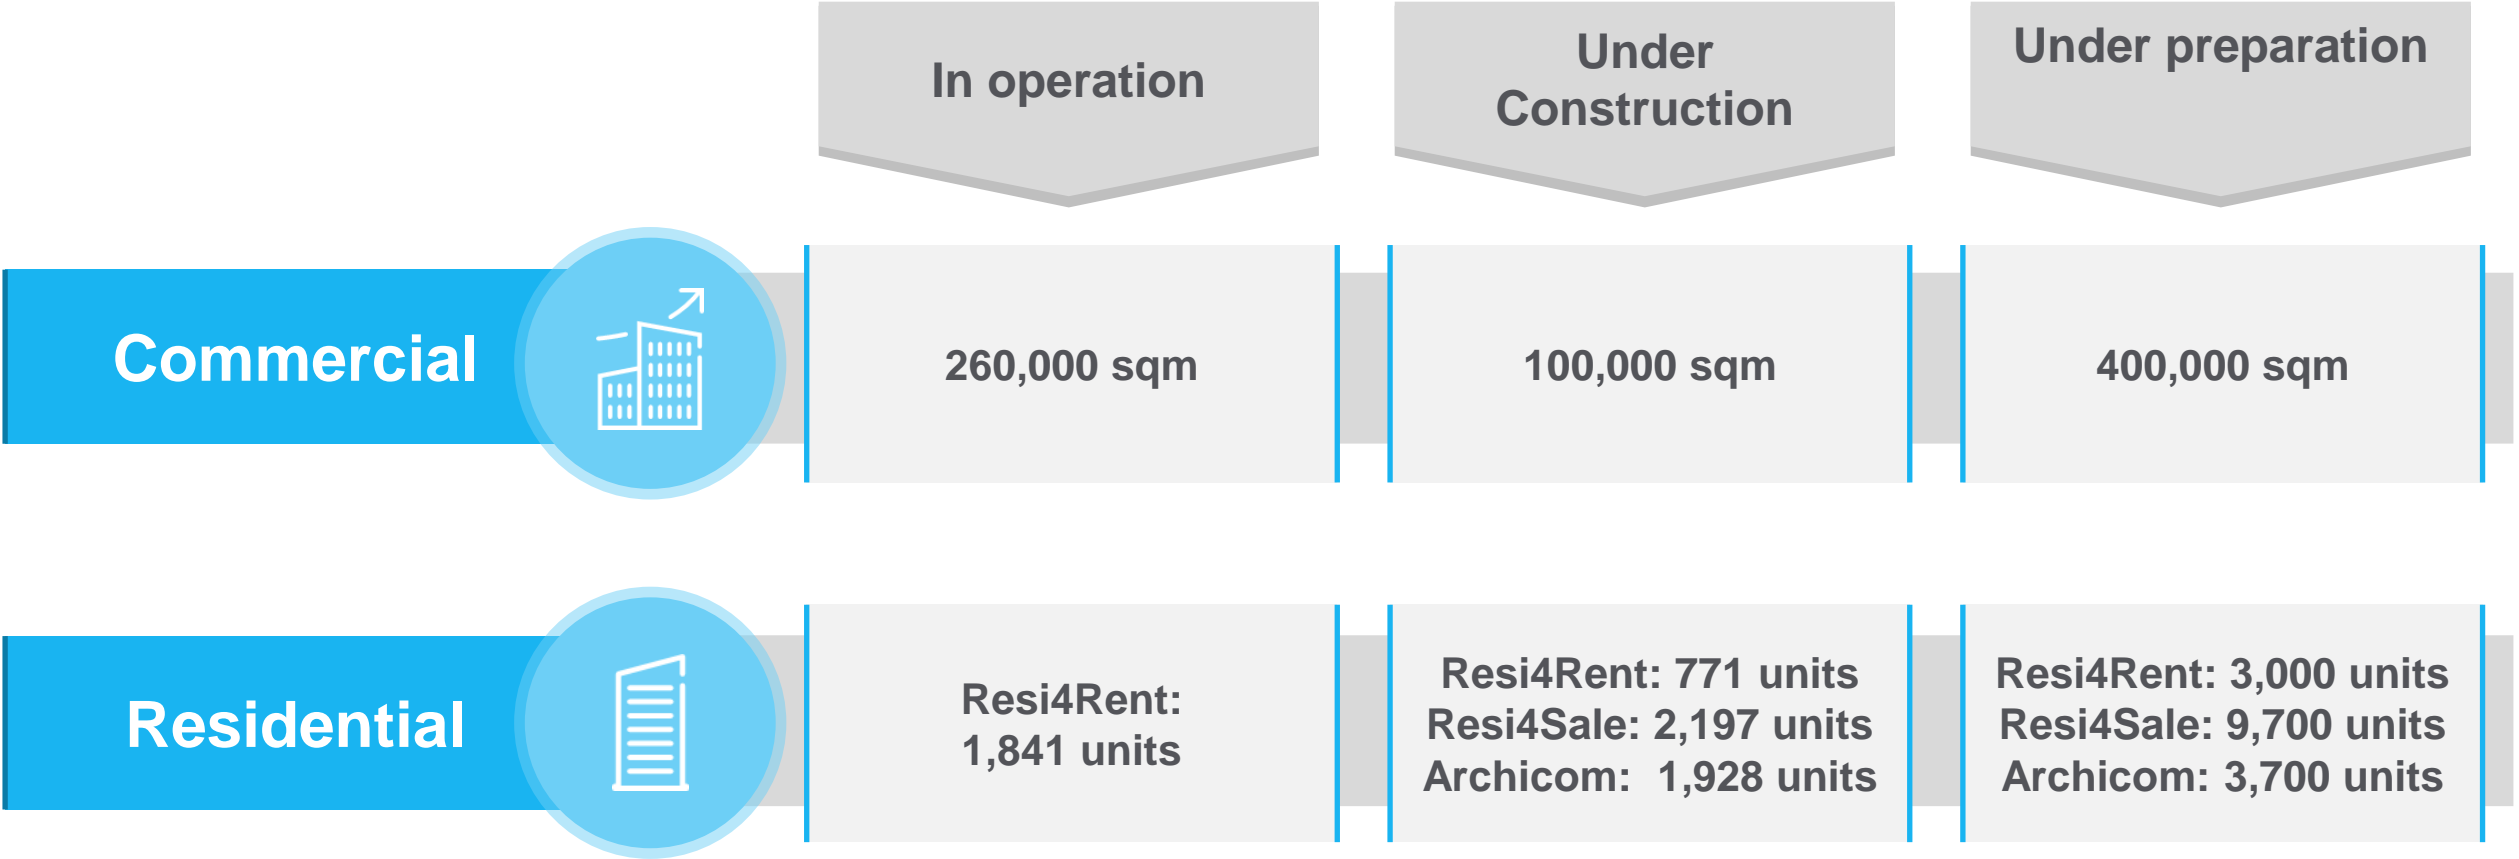 In operation
Under
Construction
Under preparation
Commercial
260,000 sqm
100,000 sqm
400,000 sqm
Residential
Resi4Rent:
1,841 units
Resi4Rent: 771 units
Resi4Sale: 2,197 units
Archicom:  1,928 units
Resi4Rent: 3,000 units
Resi4Sale: 9,700 units
Archicom: 3,700 units